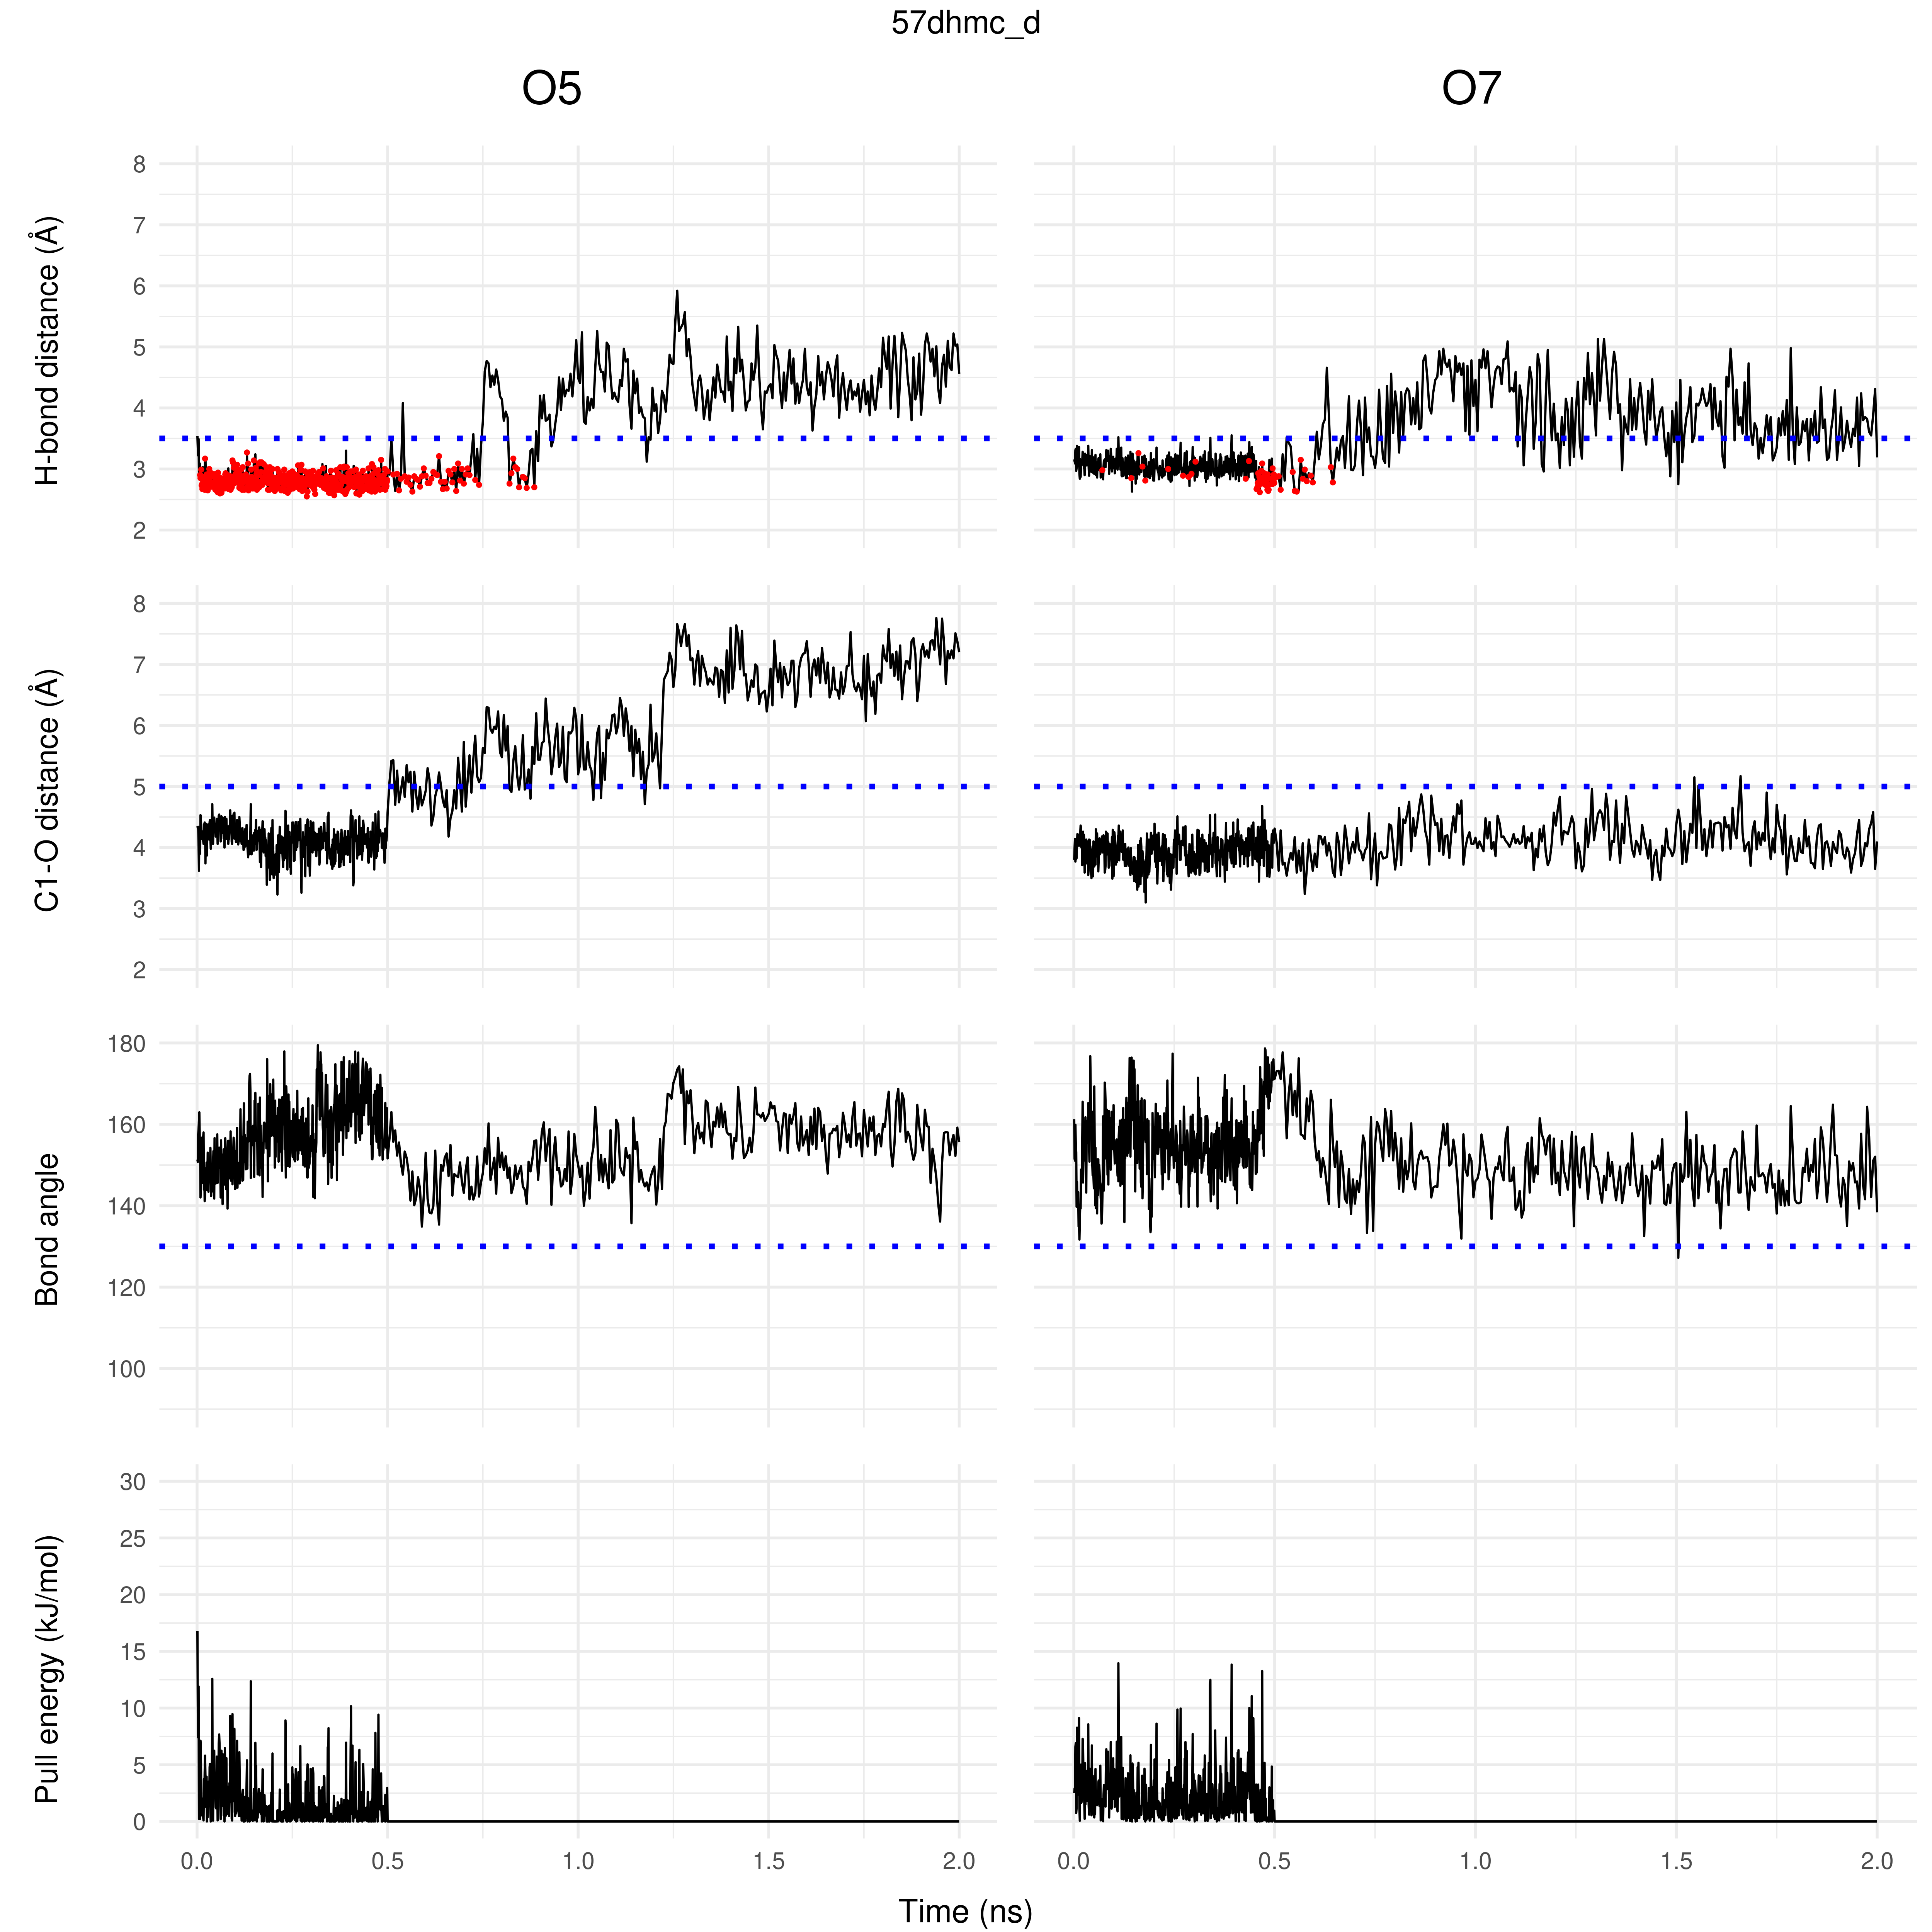 57dhmc_d
O5
O7
H-bond distance (Å)
8
7
6
5
4
3
2
C1-O distance (Å)
8
7
6
5
4
3
2
Bond angle
180
160
140
120
100
Pull energy (kJ/mol)
30
25
20
15
10
5
0
0.0 0.5 1.0 1.5 2.0
0.0 0.5 1.0 1.5 2.0
Time (ns)